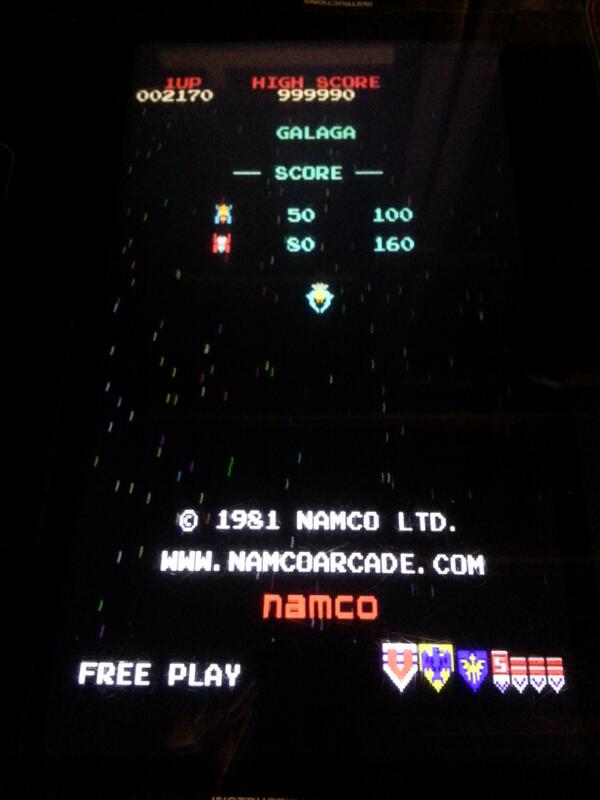 1UP HIGH SCORE
002170 999990
GALAGA
— SCORE —
50 100
80 160
© 1981 NAMCO LTD.
WWW.NAMCOARCADE.COM
namco
FREE PLAY
5